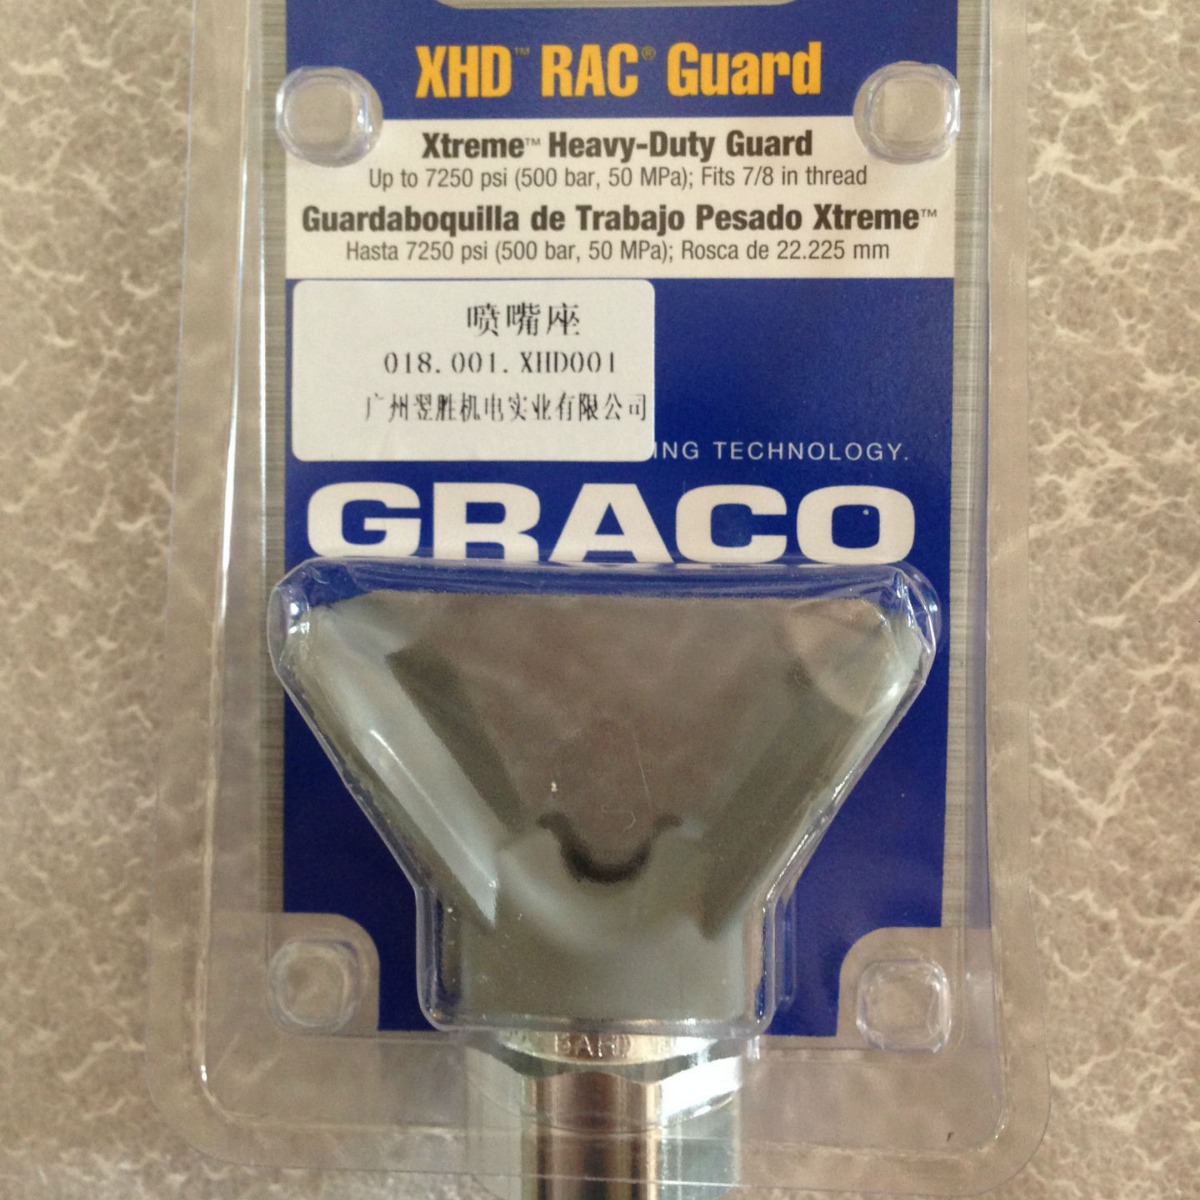 XHD™ RAC® Guard
Xtreme™ Heavy-Duty Guard
Up to 7250 psi (500 bar, 50 MPa); Fits 7/8 in thread
Guardaboquilla de Trabajo Pesado Xtreme™
Hasta 7250 psi (500 bar, 50 MPa); Rosca de 22.225 mm
喷嘴座
018.001.XHD001
广州翌胜机电实业有限公司
ING TECHNOLOGY.
GRACO